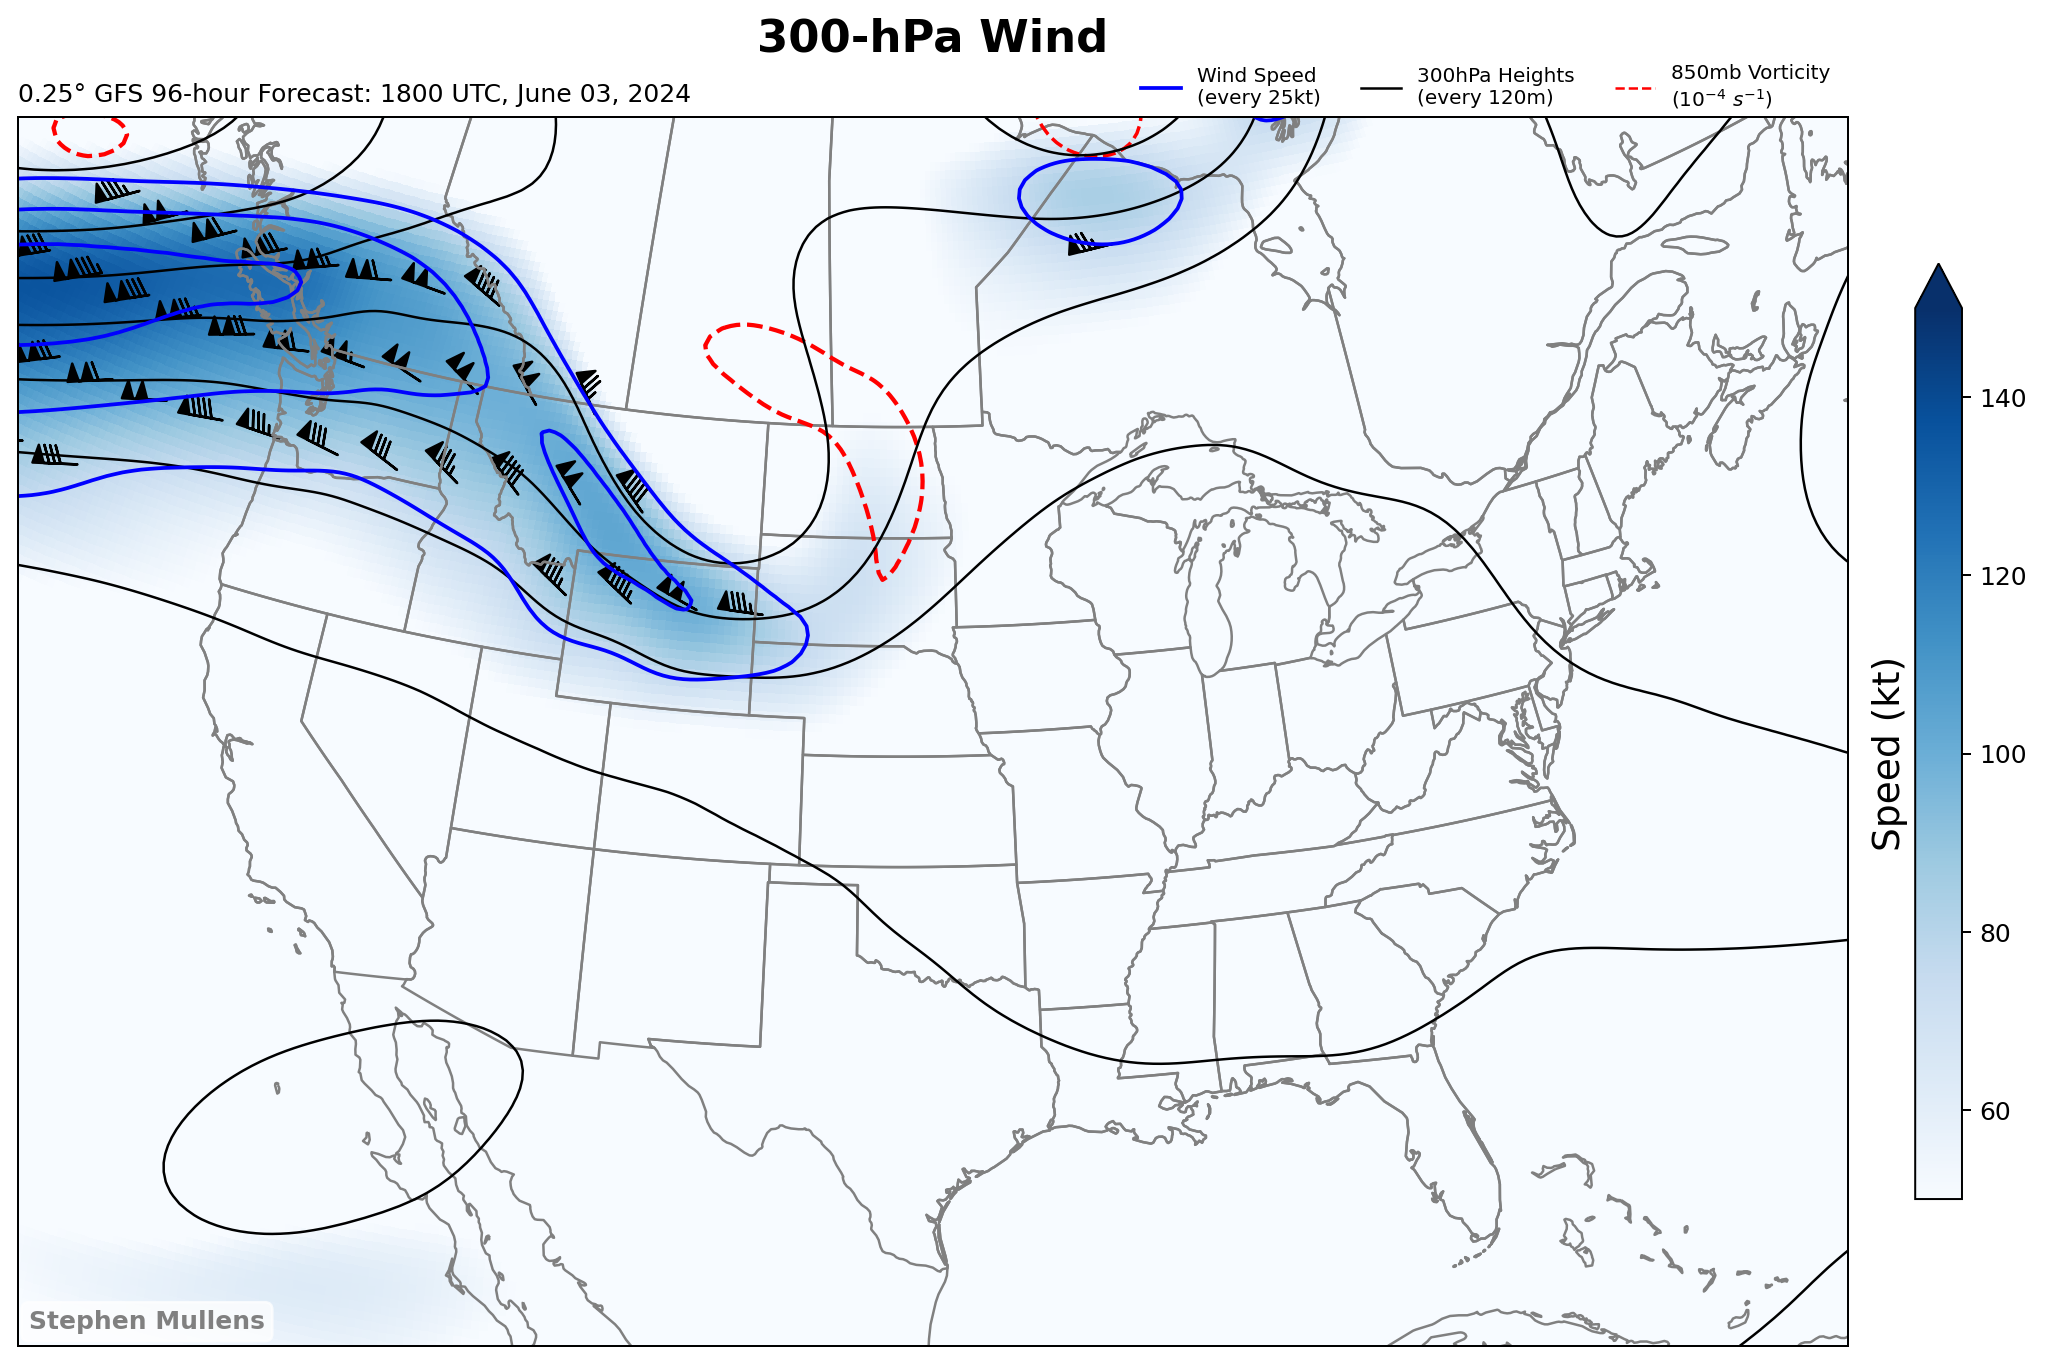 300-hPa Wind
0.25° GFS 96-hour Forecast: 1800 UTC, June 03, 2024
Wind Speed
(every 25kt)
300hPa Heights
(every 120m)
850mb Vorticity
(10⁻⁴ s⁻¹)
140
120
100
80
60
Speed (kt)
Stephen Mullens